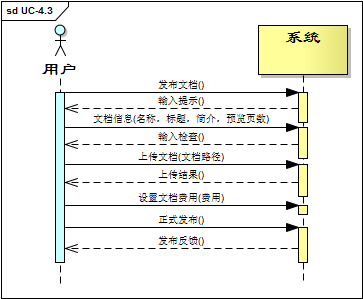 sd UC-4.3
用户
系统
发布文档()
输入提示()
文档信息(名称，标题，简介，预览页数)
输入检查()
上传文档(文档路径)
上传结果()
设置文档费用(费用)
正式发布()
发布反馈()